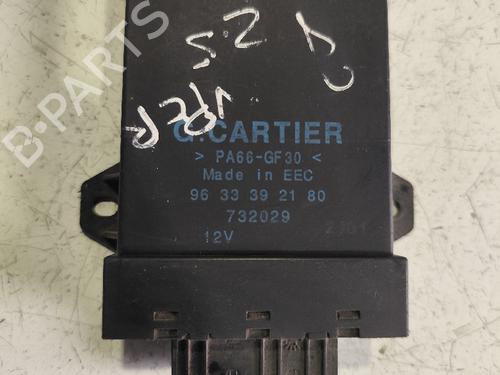 G.CARTIER
> PA66-GF30 <
Made in EEC
96 33 39 21 80
732029
12V
B-PARTS